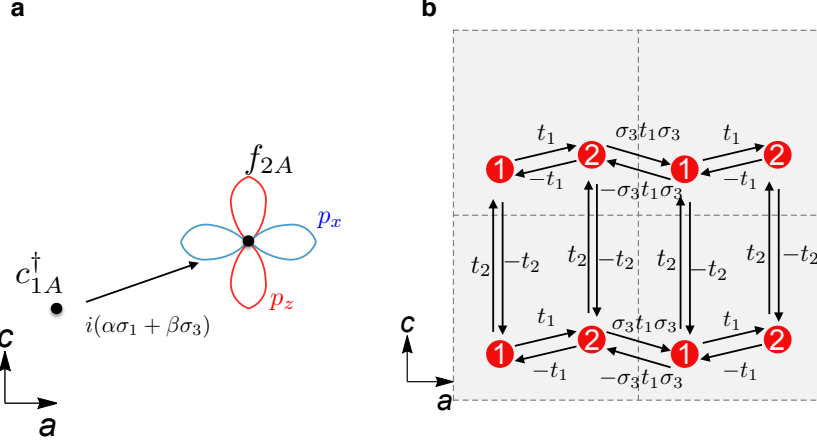 a
f_{2A}
p_x
c^†_{1A}
p_z
i(ασ_1 + βσ_3)
c
a
b
t_1 σ_3t_1σ_3 t_1
1 2 1 2
−t_1 −σ_3t_1σ_3 −t_1
t_2 −t_2 t_2 −t_2 t_2 −t_2 t_2 −t_2
t_1 σ_3t_1σ_3 t_1
1 2 1 2
−t_1 −σ_3t_1σ_3 −t_1
c
a